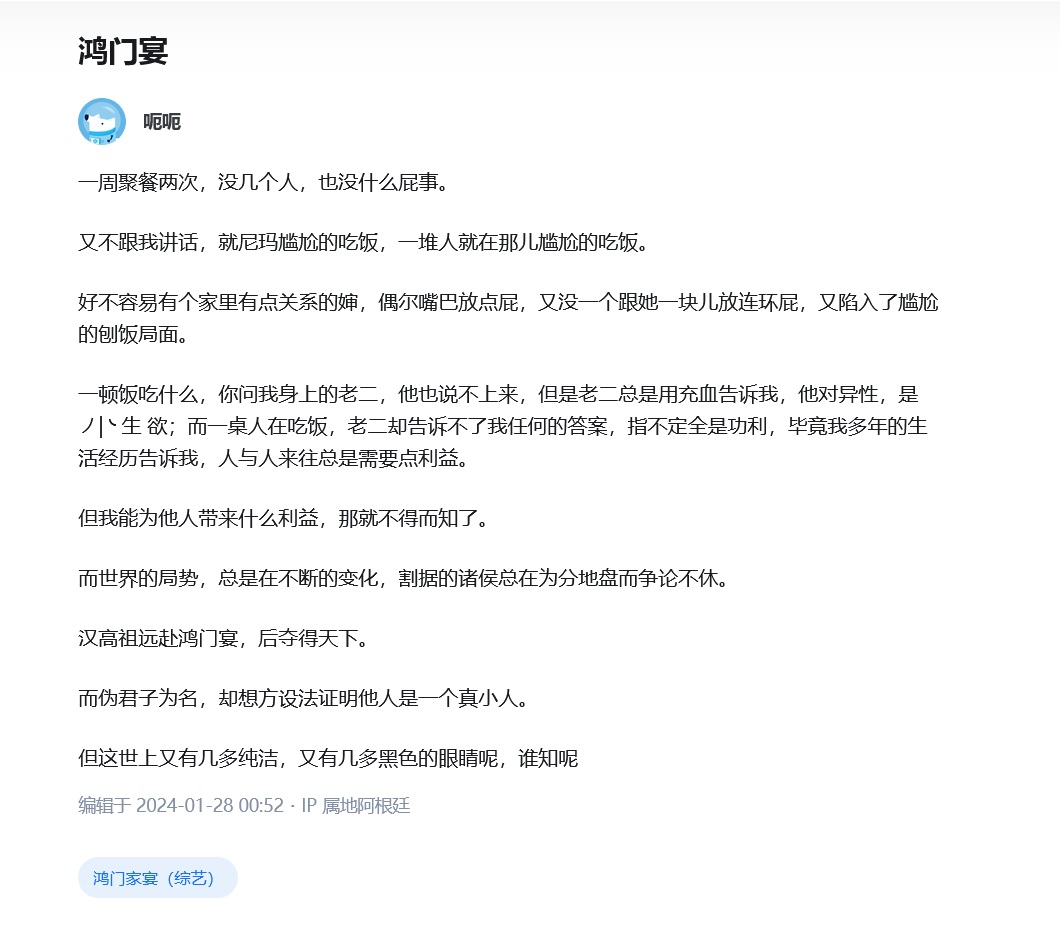 鸿门宴
呃呃
一周聚餐两次，没几个人，也没什么屁事。
又不跟我讲话，就尼玛尴尬的吃饭，一堆人就在那儿尴尬的吃饭。
好不容易有个家里有点关系的婶，偶尔嘴巴放点屁，又没一个跟她一块儿放连环屁，又陷入了尴尬
的刨饭局面。
一顿饭吃什么，你问我身上的老二，他也说不上来，但是老二总是用充血告诉我，他对异性，是
ノ|丶生 欲；而一桌人在吃饭，老二却告诉不了我任何的答案，指不定全是功利，毕竟我多年的生
活经历告诉我，人与人来往总是需要点利益。
但我能为他人带来什么利益，那就不得而知了。
而世界的局势，总是在不断的变化，割据的诸侯总在为分地盘而争论不休。
汉高祖远赴鸿门宴，后夺得天下。
而伪君子为名，却想方设法证明他人是一个真小人。
但这世上又有几多纯洁，又有几多黑色的眼睛呢，谁知呢
编辑于 2024-01-28 00:52 · IP 属地阿根廷
鸿门家宴（综艺）